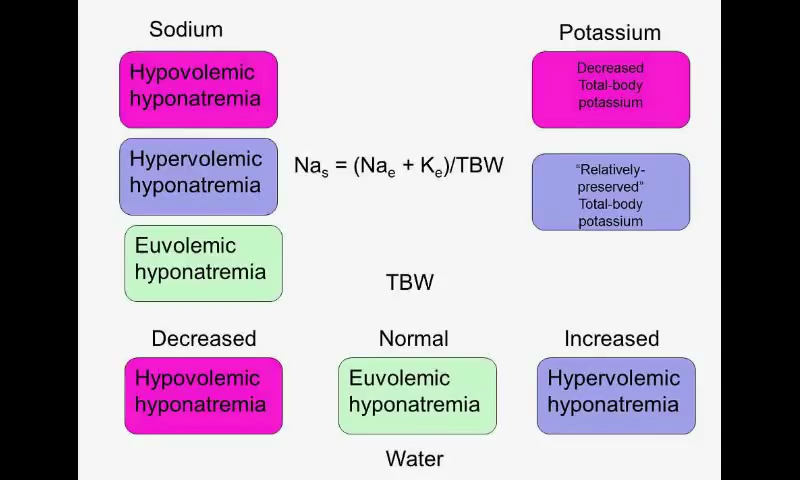 Sodium
Hypovolemic
hyponatremia
Hypervolemic
hyponatremia
Euvolemic
hyponatremia
Potassium
Decreased
Total-body
potassium
“Relatively-
preserved”
Total-body
potassium
Nas = (Nae + Ke)/TBW
TBW
Decreased
Hypovolemic
hyponatremia
Normal
Euvolemic
hyponatremia
Increased
Hypervolemic
hyponatremia
Water